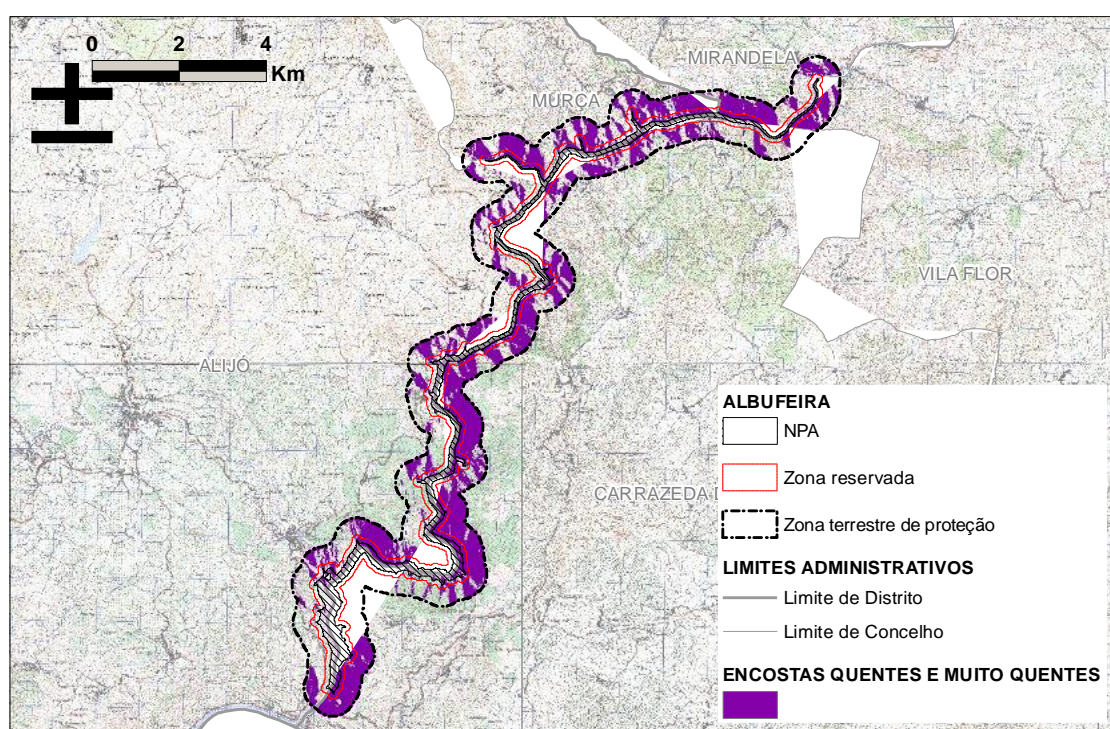 0 2 4
Km
MIRANDELA
MURÇA
VILA FLOR
ALIJÓ
CARRAZEDA D
ALBUFEIRA
NPA
Zona reservada
Zona terrestre de proteção
LIMITES ADMINISTRATIVOS
Limite de Distrito
Limite de Concelho
ENCOSTAS QUENTES E MUITO QUENTES